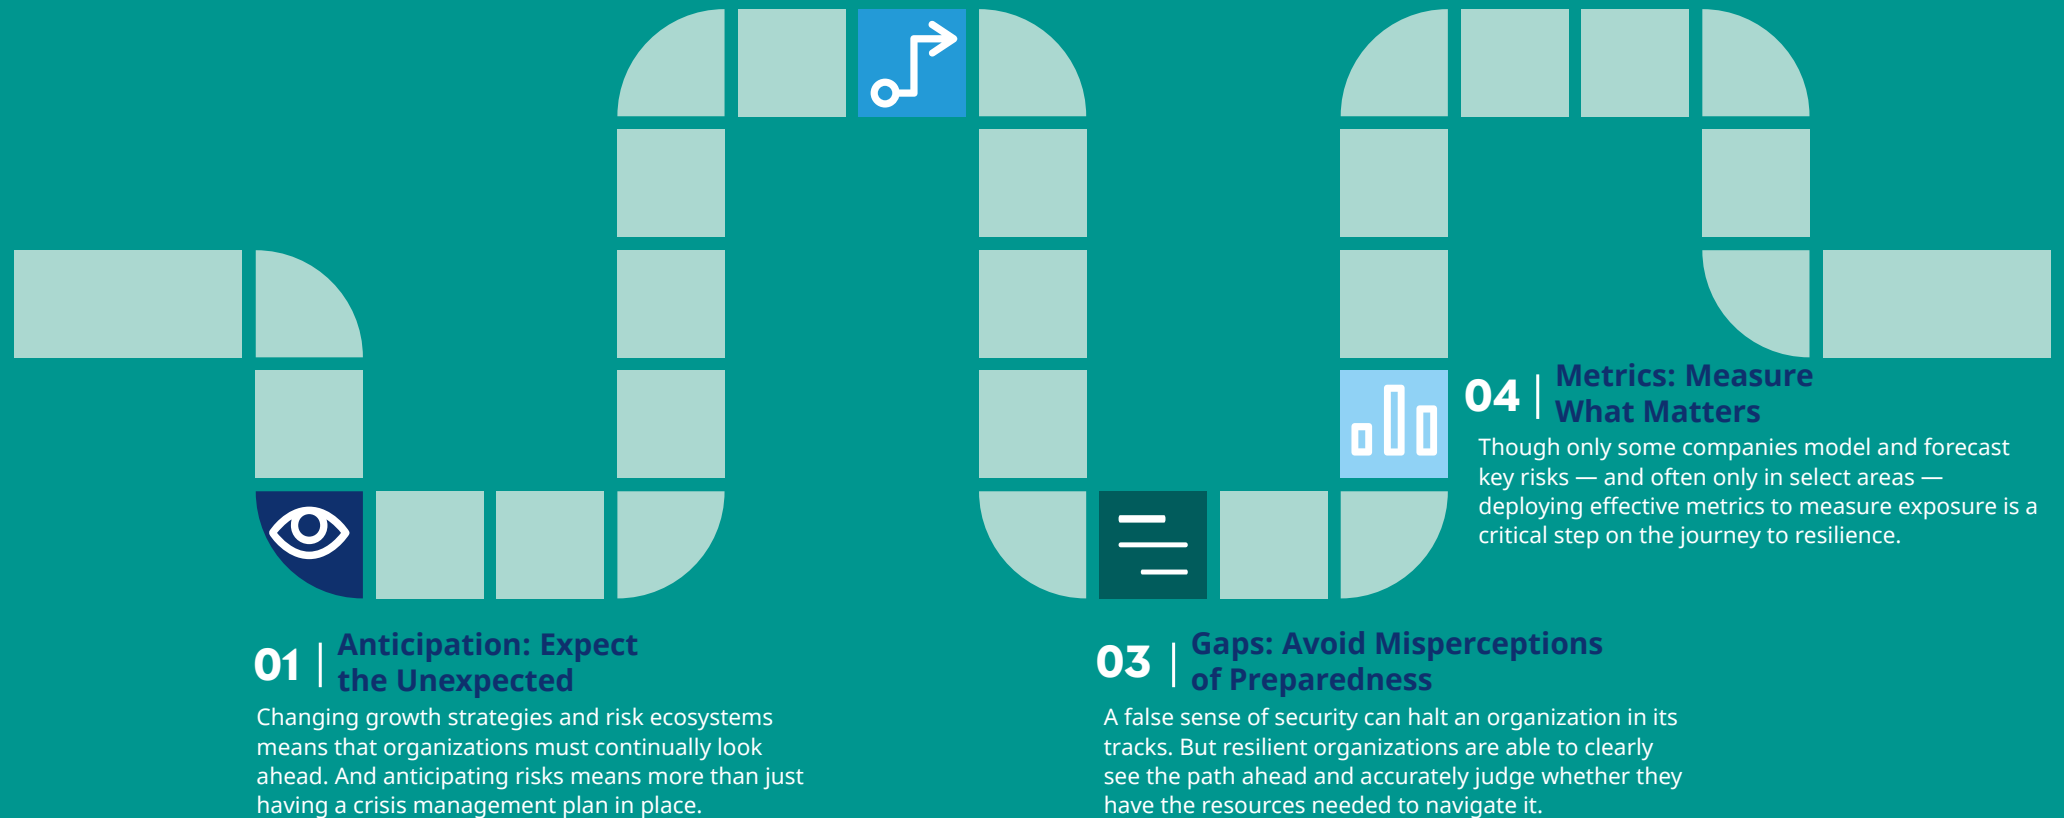 01
Anticipation: Expect
the Unexpected
Changing growth strategies and risk ecosystems
means that organizations must continually look
ahead. And anticipating risks means more than just
having a crisis management plan in place.
03
Gaps: Avoid Misperceptions
of Preparedness
A false sense of security can halt an organization in its
tracks. But resilient organizations are able to clearly
see the path ahead and accurately judge whether they
have the resources needed to navigate it.
04
Metrics: Measure
What Matters
Though only some companies model and forecast
key risks — and often only in select areas —
deploying effective metrics to measure exposure is a
critical step on the journey to resilience.